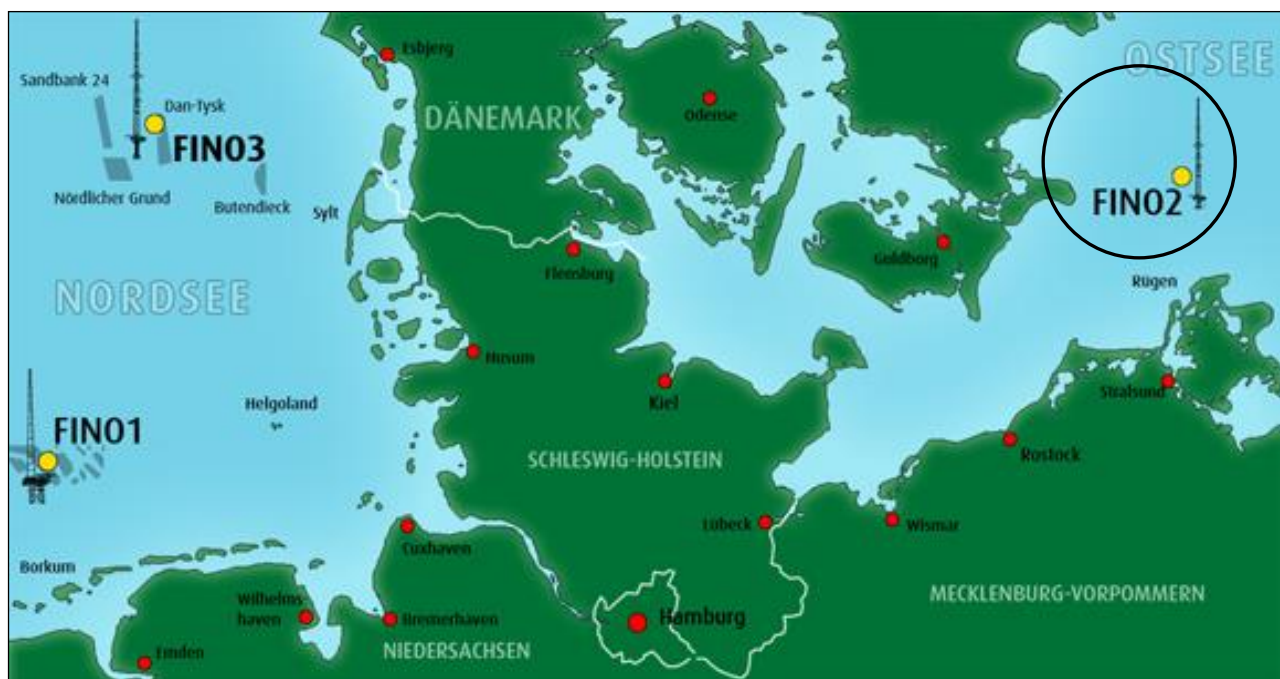 Esbjerg
OSTSEE
Sandbank 24
Dan-Tysk
Odense
DÄNEMARK
FINO3
Nördlicher Grund
Butendieck
Sylt
FINO2
Flensburg
Goldborg
Rügen
NORDSEE
Husum
Stralsund
Kiel
Helgoland
FINO1
SCHLESWIG-HOLSTEIN
Rostock
Lübeck
Wismar
Cuxhaven
Borkum
MECKLENBURG-VORPOMMERN
Wilhelms
haven
Bremerhaven
Hamburg
NIEDERSACHSEN
Emden